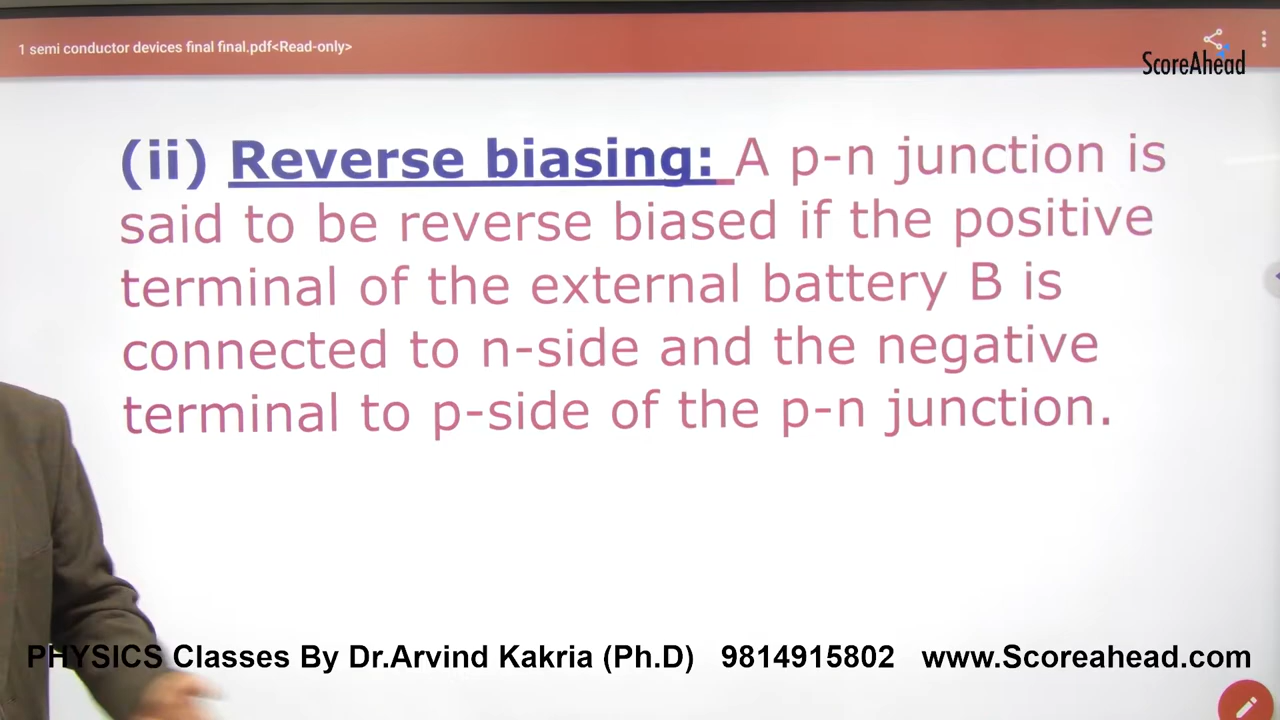 1 semi conductor devices final final.pdf<Read-only>
ScoreAhead
(ii) Reverse biasing: A p-n junction is
said to be reverse biased if the positive
terminal of the external battery B is
connected to n-side and the negative
terminal to p-side of the p-n junction.
PHYSICS Classes By Dr.Arvind Kakria (Ph.D) 9814915802 www.Scoreahead.com